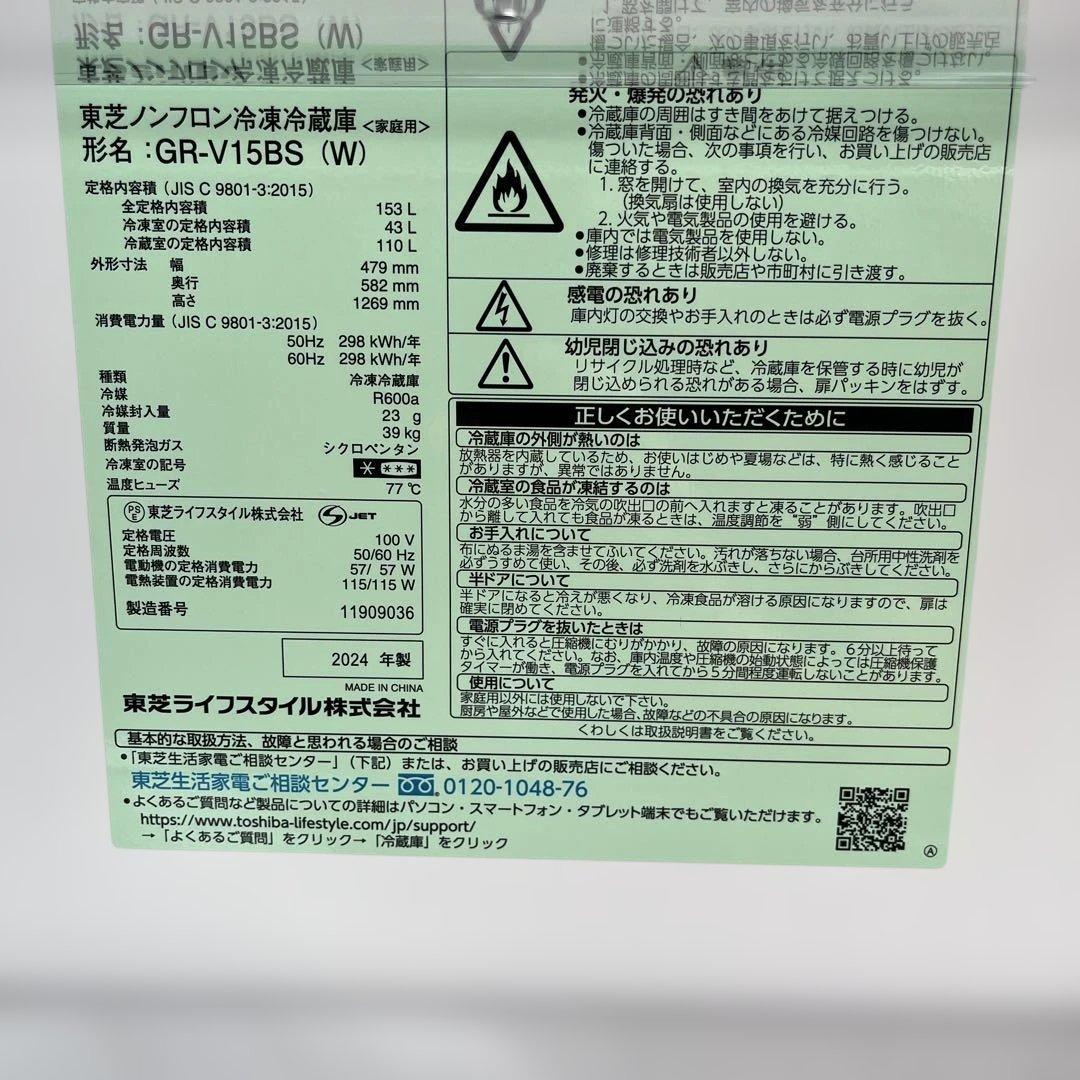 東芝ノンフロン冷凍冷蔵庫<家庭用>
形名:GR-V15BS (W)
定格内容積(JIS C 9801-3:2015)
全定格内容積 153 L
冷凍室の定格内容積 43 L
冷蔵室の定格内容積 110 L
外形寸法 幅 479 mm
奥行 582 mm
高さ 1269 mm
消費電力量(JIS C 9801-3:2015)
50Hz 298 kWh/年
60Hz 298 kWh/年
種類 冷凍冷蔵庫
冷媒 R600a
冷媒封入量 23 g
質量 39 kg
断熱発泡ガス シクロペンタン
冷凍室の記号 * ***
温度ヒューズ 77 ℃
PSE 東芝ライフスタイル株式会社 S JET
定格電圧 100 V
定格周波数 50/60 Hz
電動機の定格消費電力 57/ 57 W
電熱装置の定格消費電力 115/115 W
製造番号 11909036
2024 年製
MADE IN CHINA
東芝ライフスタイル株式会社
発火・爆発の恐れあり
●冷蔵庫の周囲はすき間をあけて据えつける。
●冷蔵庫背面・側面などにある冷媒回路を傷つけない。
傷ついた場合、次の事項を行い、お買い上げの販売店
に連絡する。
1. 窓を開けて、室内の換気を充分に行う。
(換気扇は使用しない)
2. 火気や電気製品の使用を避ける。
●庫内では電気製品を使用しない。
●修理は修理技術者以外しない。
●廃棄するときは販売店や市町村に引き渡す。
感電の恐れあり
庫内灯の交換やお手入れのときは必ず電源プラグを抜く。
幼児閉じ込みの恐れあり
リサイクル処理時など、冷蔵庫を保管する時に幼児が
閉じ込められる恐れがある場合、扉パッキンをはずす。
正しくお使いいただくために
冷蔵庫の外側が熱いのは
放熱器を内蔵しているため、お使いはじめや夏場などは、特に熱く感じること
がありますが、異常ではありません。
冷蔵室の食品が凍結するのは
水分の多い食品を冷気の吹出口の前へ入れますと凍ることがあります。吹出口
から離して入れても食品が凍るときは、温度調節を“弱”側にしてください。
お手入れについて
布にぬるま湯を含ませてふいてください。汚れが落ちない場合、台所用中性洗剤を
必ずうすめて使い、その後、必ず洗剤を水ぶきし、さらにからぶきしてください。
半ドアについて
半ドアになると冷えが悪くなり、冷凍食品が溶ける原因になりますので、扉は
確実に閉めてください。
電源プラグを抜いたときは
すぐに入れると圧縮機にむりがかかり、故障の原因になります。6分以上待って
から入れてください。なお、庫内温度や圧縮機の始動状態によっては圧縮機保護
タイマーが働き、電源プラグを入れてから5分間程度運転しないことがあります。
使用について
家庭用以外には使用しないで下さい。
厨房や屋外などで使用した場合、故障などの不具合の原因になります。
くわしくは取扱説明書をご覧ください。
基本的な取扱方法、故障と思われる場合のご相談
●「東芝生活家電ご相談センター」(下記)または、お買い上げの販売店にご相談ください。
東芝生活家電ご相談センター 0120-1048-76
●よくあるご質問など製品についての詳細はパソコン・スマートフォン・タブレット端末でもご覧いただけます。
https://www.toshiba-lifestyle.com/jp/support/
→「よくあるご質問」をクリック→「冷蔵庫」をクリック
Ⓐ